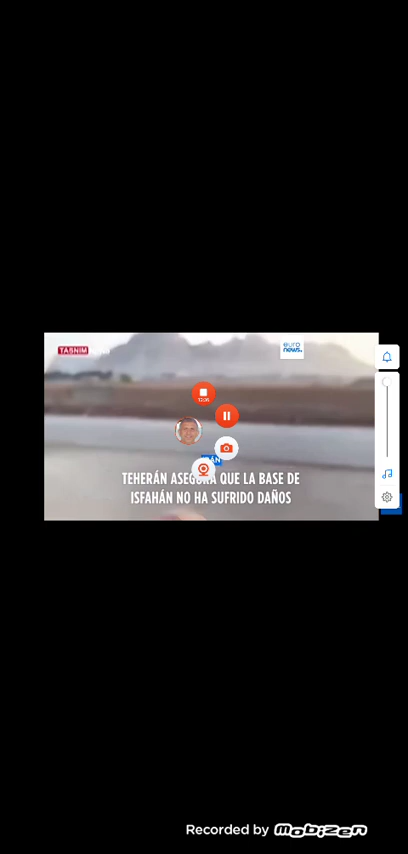 TASNIM
euro
news.
TEHERÁN ASEGURA QUE LA BASE DE
ISFAHÁN NO HA SUFRIDO DAÑOS
Recorded by Mobizen